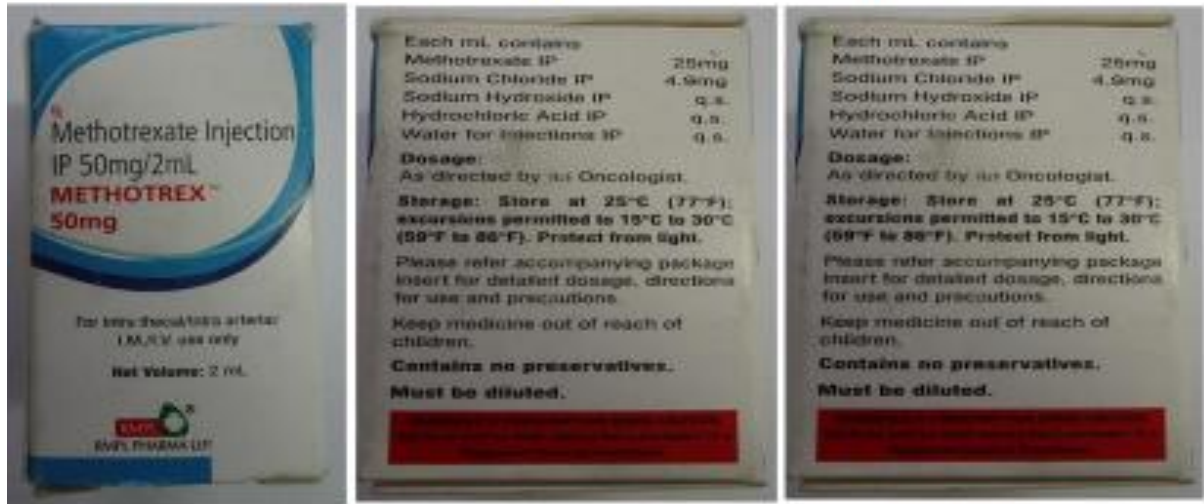 Rx
Methotrexate Injection
IP 50mg/2mL
METHOTREX™
50mg
For Intra thecal/Intra arterial
I.M./I.V. use only
Net Volume: 2 mL
PHARMA
Each mL contains
Methotrexate IP 25mg
Sodium Chloride IP 4.9mg
Sodium Hydroxide IP q.s.
Hydrochloric Acid IP q.s.
Water for Injections IP q.s.
Dosage:
As directed by the Oncologist.
Storage: Store at 25°C (77°F);
excursions permitted to 15°C to 30°C
(59°F to 86°F). Protect from light.
Please refer accompanying package
insert for detailed dosage, directions
for use and precautions.
Keep medicine out of reach of
children.
Contains no preservatives.
Must be diluted.
Each mL contains
Methotrexate IP 25mg
Sodium Chloride IP 4.9mg
Sodium Hydroxide IP q.s.
Hydrochloric Acid IP q.s.
Water for Injections IP q.s.
Dosage:
As directed by the Oncologist.
Storage: Store at 25°C (77°F);
excursions permitted to 15°C to 30°C
(59°F to 86°F). Protect from light.
Please refer accompanying package
insert for detailed dosage, directions
for use and precautions.
Keep medicine out of reach of
children.
Contains no preservatives.
Must be diluted.